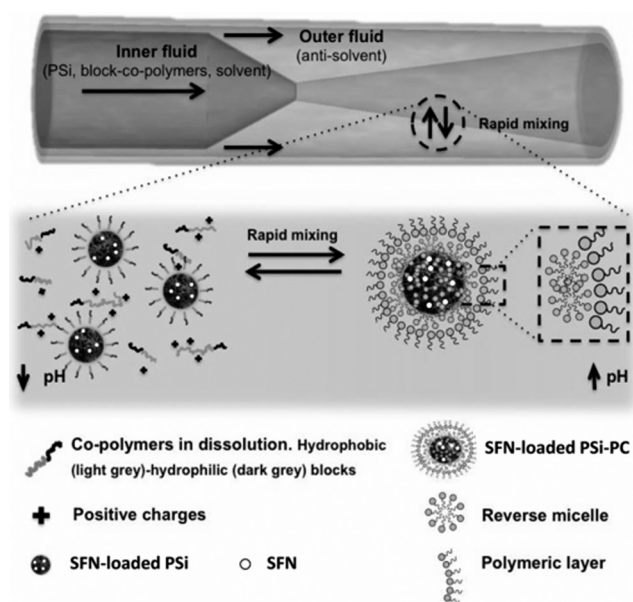 Inner fluid
(PSi, block-co-polymers, solvent)
Outer fluid
(anti-solvent)
Rapid mixing
Rapid mixing
pH
pH
Co-polymers in dissolution. Hydrophobic
(light grey)-hydrophilic (dark grey) blocks
Positive charges
SFN-loaded PSi
SFN
SFN-loaded PSi-PC
Reverse micelle
Polymeric layer